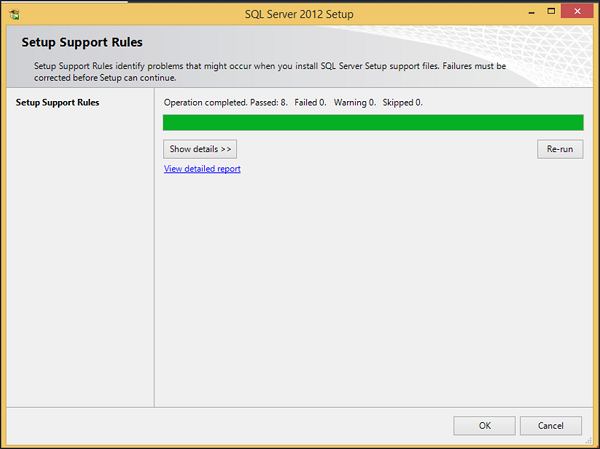 SQL Server 2012 Setup
Setup Support Rules
Setup Support Rules identify problems that might occur when you install SQL Server Setup support files. Failures must be
corrected before Setup can continue.
Setup Support Rules
Operation completed. Passed: 8. Failed 0. Warning 0. Skipped 0.
Show details >>
Re-run
View detailed report
OK
Cancel